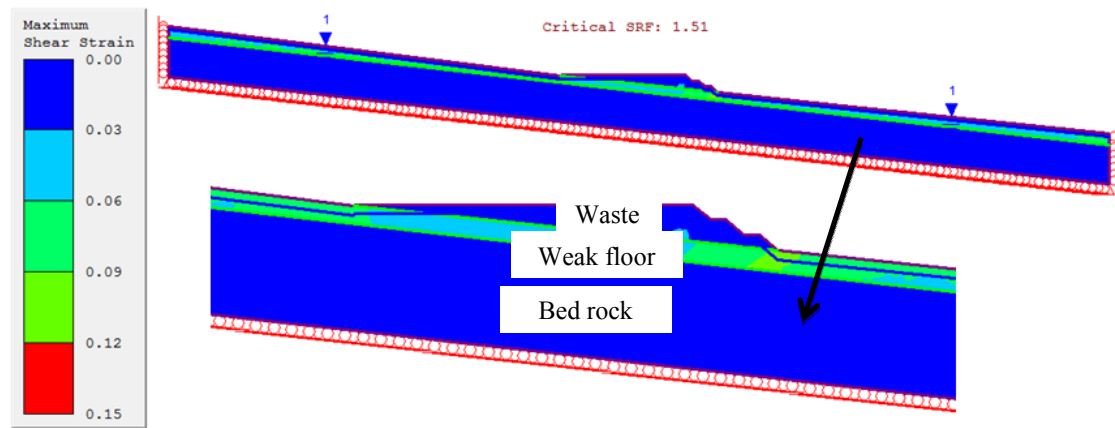 Maximum
Shear Strain
0.00
0.03
0.06
0.09
0.12
0.15
1
Critical SRF: 1.51
1
Waste
Weak floor
Bed rock